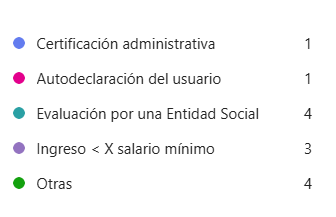 Certificación administrativa 1
Autodeclaración del usuario 1
Evaluación por una Entidad Social 4
Ingreso < X salario mínimo 3
Otras 4